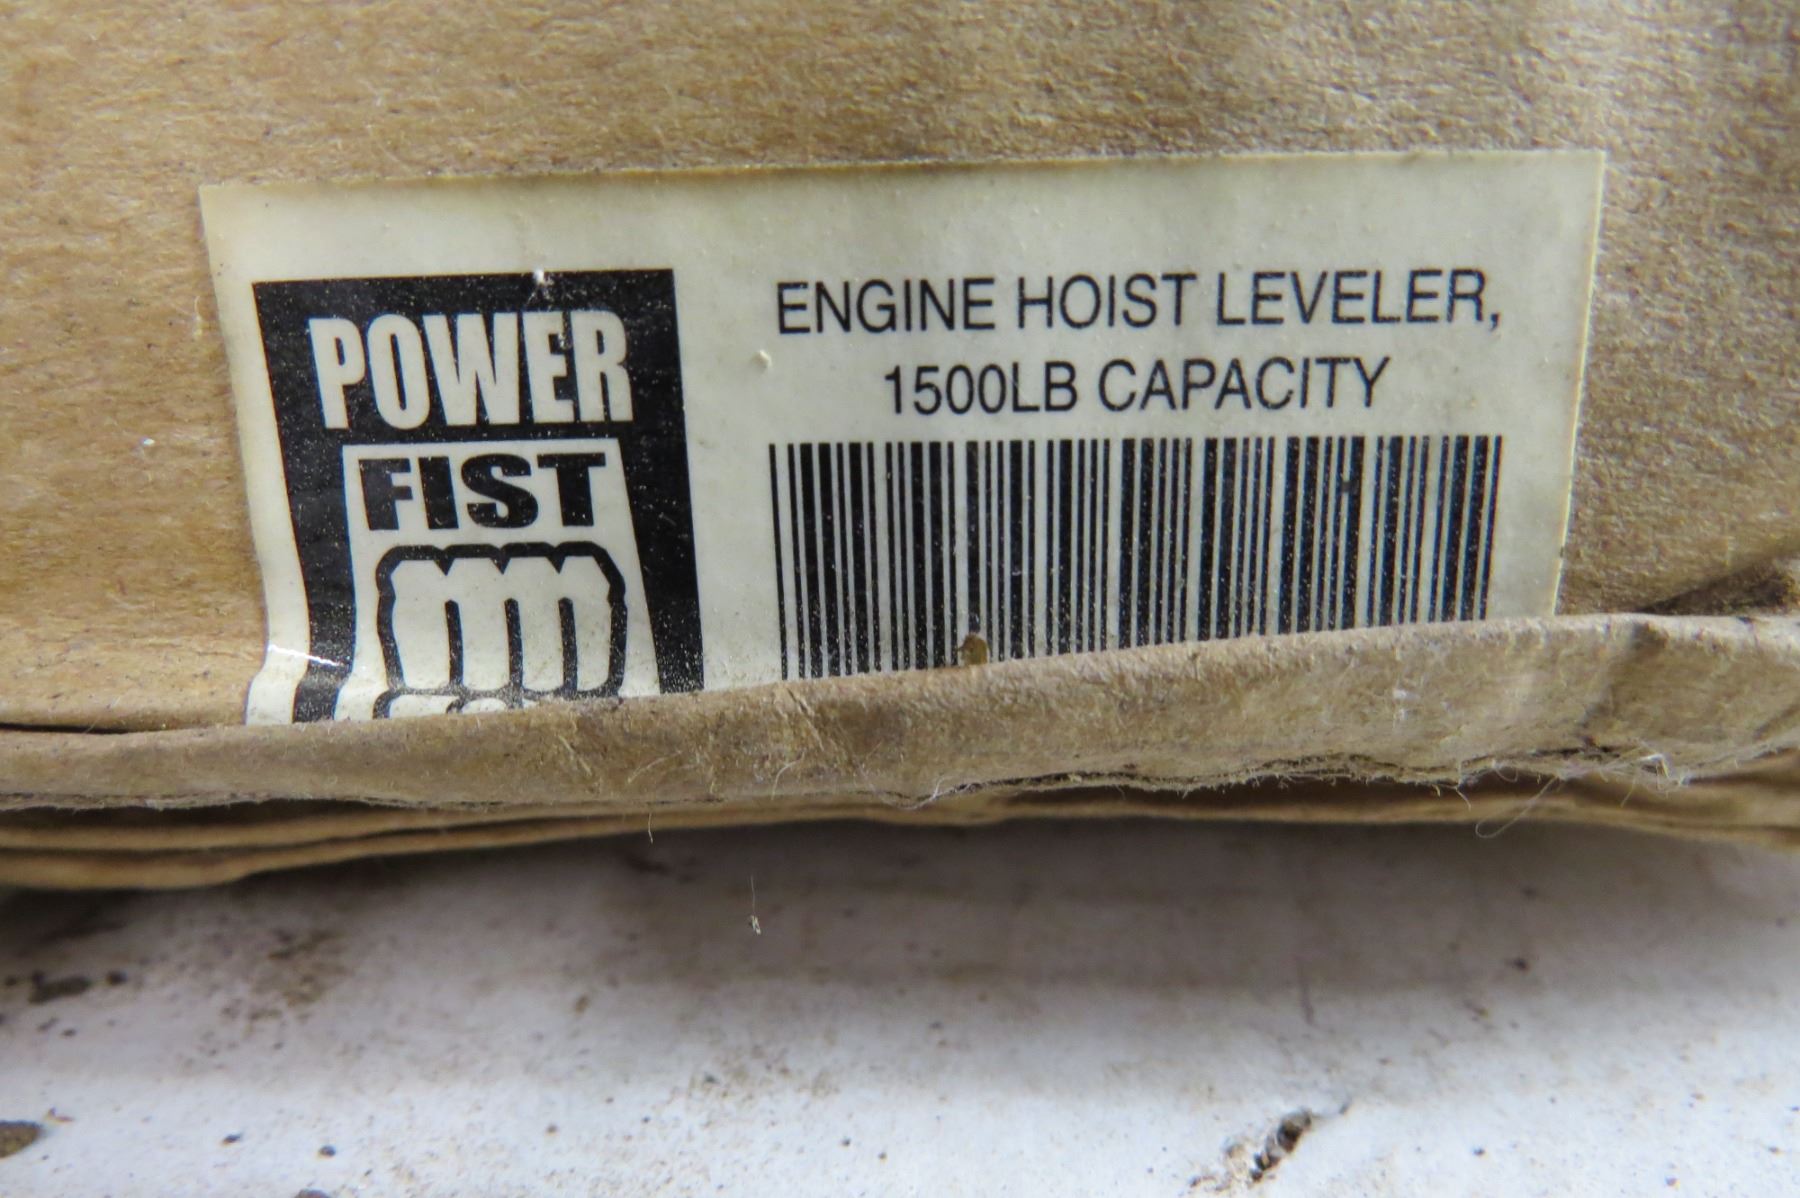 POWER
FIST
ENGINE HOIST LEVELER,
1500LB CAPACITY